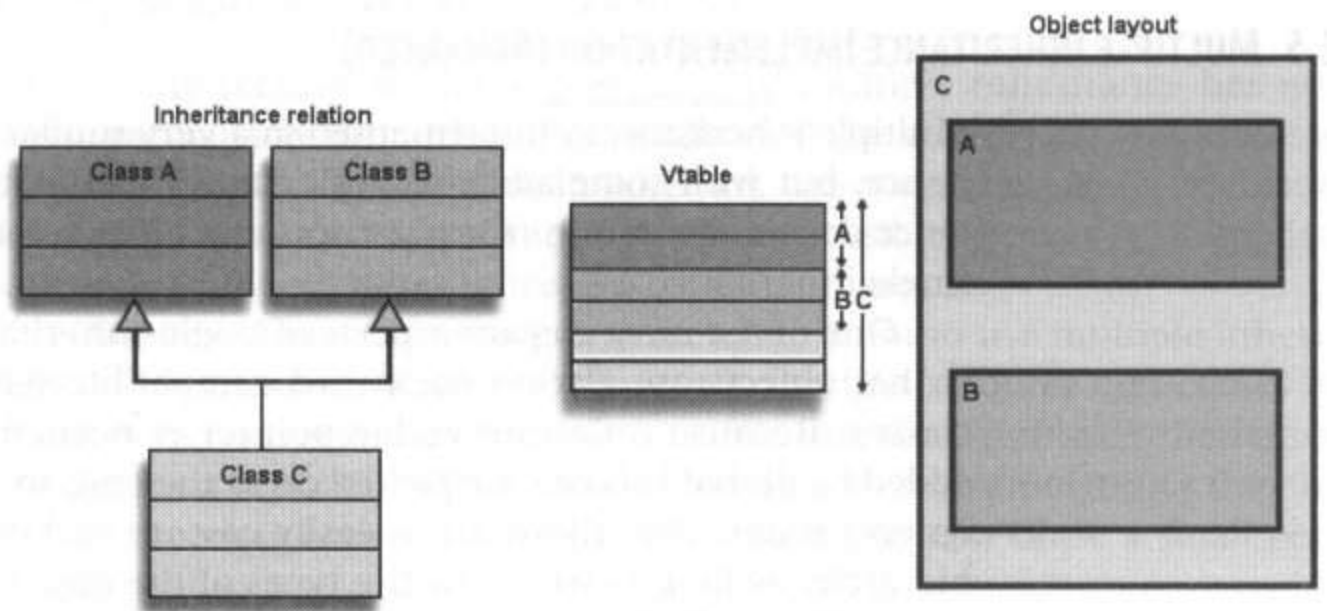 Object layout
C
Inheritance relation
A
Class A
Class B
Vtable
A
B C
B
Class C